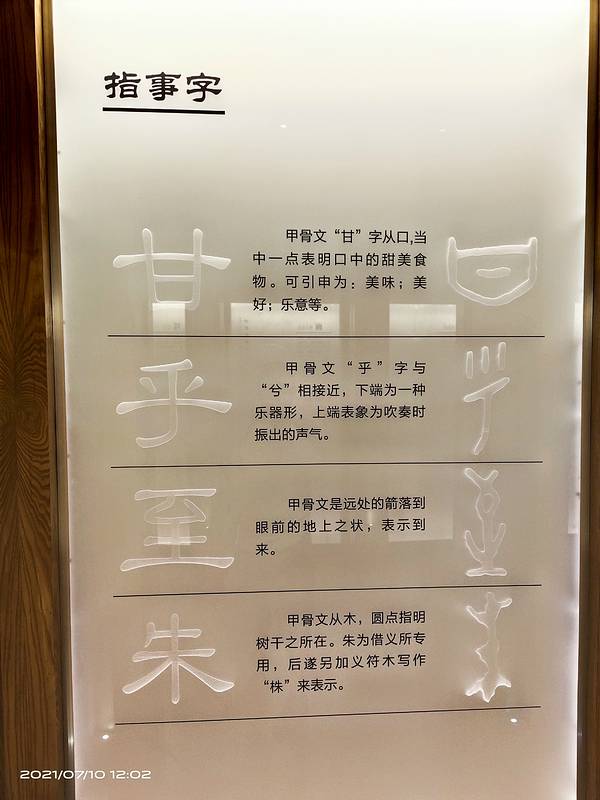 指事字
甘
甲骨文“甘”字从口,当
中一点表明口中的甜美食
物。可引申为：美味；美
好；乐意等。
乎
甲骨文“乎”字与
“兮”相接近，下端为一种
乐器形，上端表象为吹奏时
振出的声气。
至
甲骨文是远处的箭落到
眼前的地上之状，表示到
来。
朱
甲骨文从木，圆点指明
树干之所在。朱为借义所专
用，后遂另加义符木写作
“株”来表示。
2021/07/10 12:02